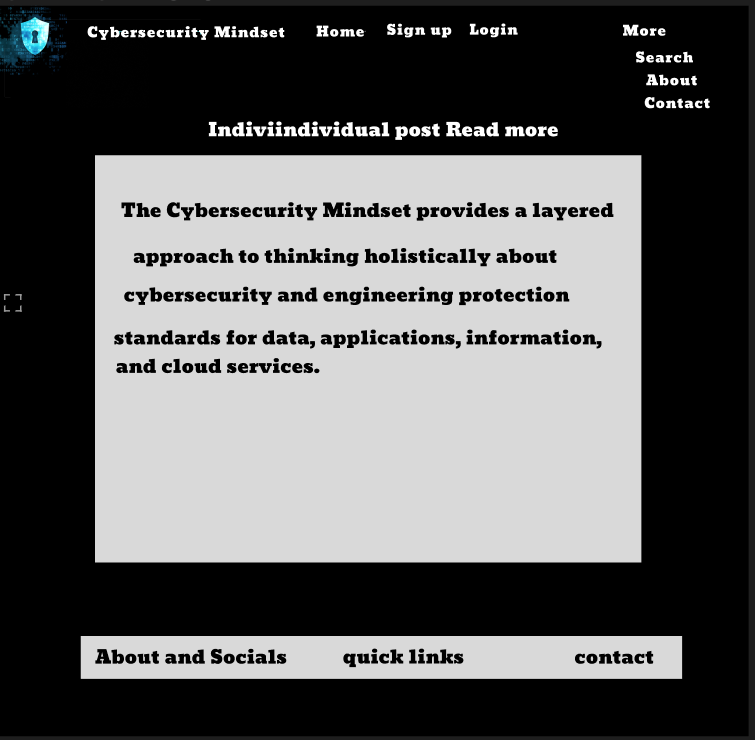 Cybersecurity Mindset Home Sign up Login More
Search
About
Contact
Indiviindividual post Read more
The Cybersecurity Mindset provides a layered
approach to thinking holistically about
cybersecurity and engineering protection
standards for data, applications, information,
and cloud services.
About and Socials quick links contact